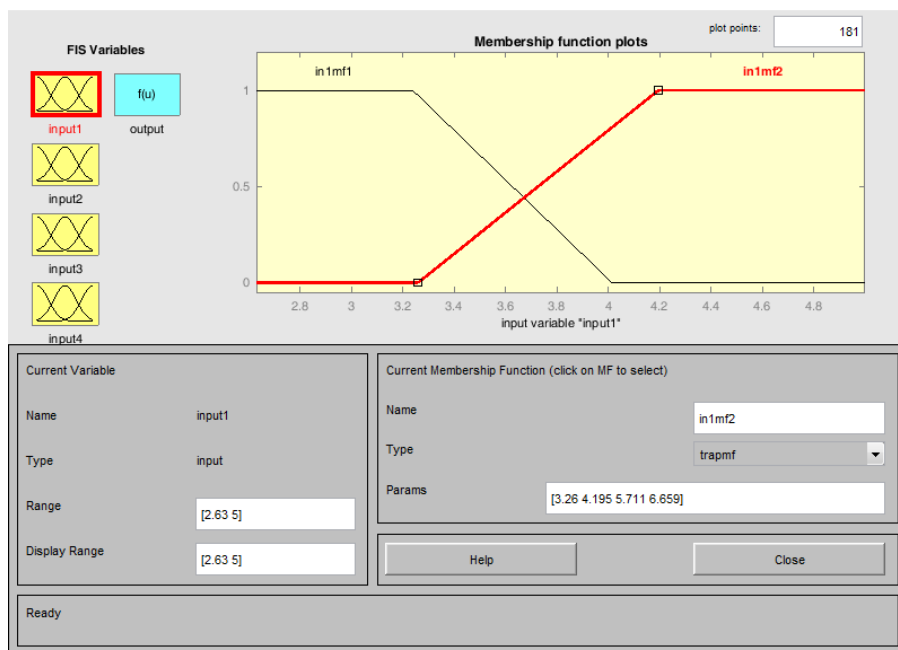 FIS Variables
f(u)
input1
output
input2
input3
input4
Membership function plots
plot points:
181
in1mf1
in1mf2
1
0.5
0
2.8 3 3.2 3.4 3.6 3.8 4 4.2 4.4 4.6 4.8
input variable "input1"
Current Variable
Name
input1
Type
input
Range
[2.63 5]
Display Range
[2.63 5]
Current Membership Function (click on MF to select)
Name
in1mf2
Type
trapmf
Params
[3.26 4.195 5.711 6.659]
Help
Close
Ready